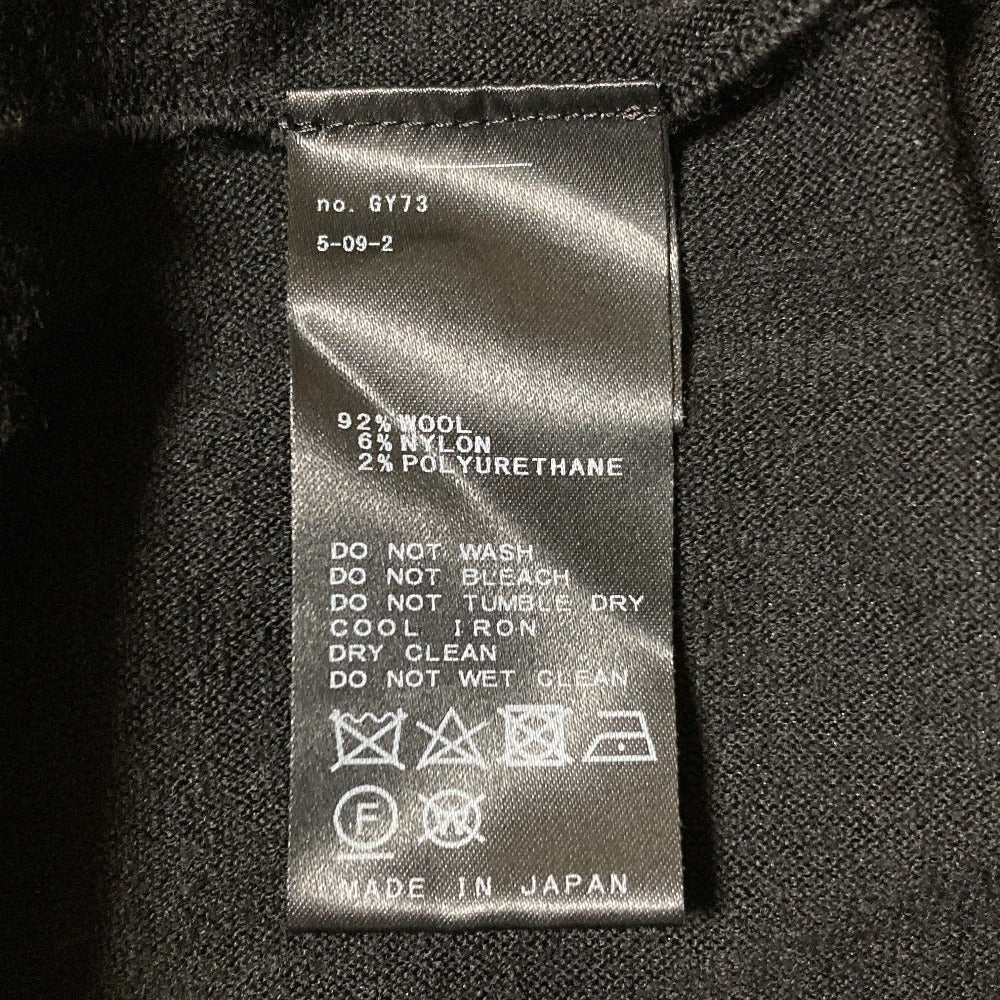 no. GY73
5-09-2
92% WOOL
6% NYLON
2% POLYURETHANE
DO NOT WASH
DO NOT BLEACH
DO NOT TUMBLE DRY
COOL IRON
DRY CLEAN
DO NOT WET CLEAN
F W
MADE IN JAPAN